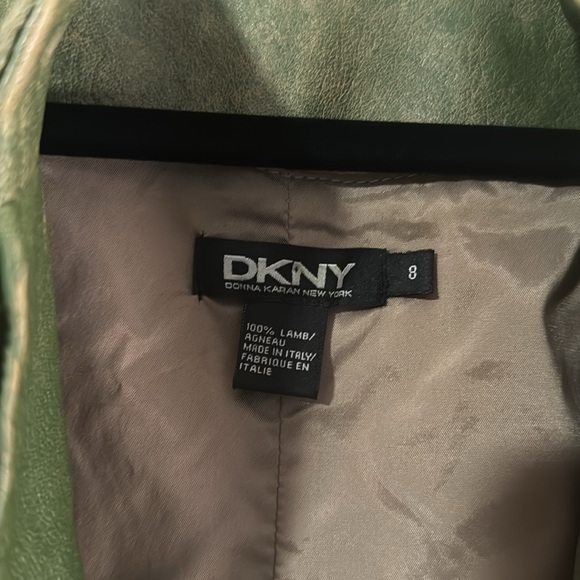 DKNY
DONNA KARAN NEW YORK
8
100% LAMB/
AGNEAU
MADE IN ITALY/
FABRIQUE EN
ITALIE